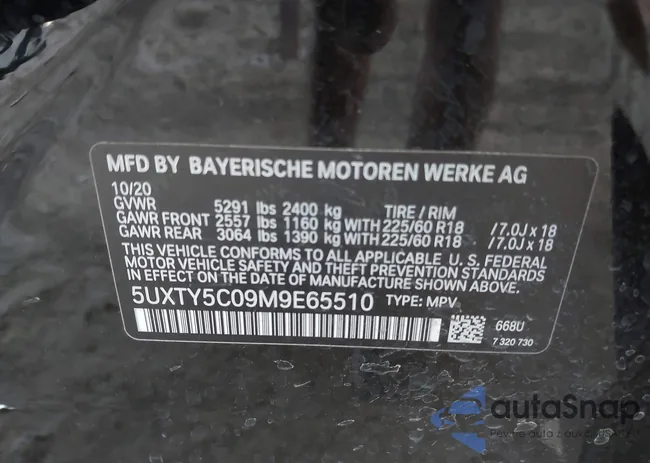 MFD BY BAYERISCHE MOTOREN WERKE AG
10/20
GVWR 5291 lbs 2400 kg TIRE / RIM
GAWR FRONT 2557 lbs 1160 kg WITH 225/60 R18 / 7.0J x 18
GAWR REAR 3064 lbs 1390 kg WITH 225/60 R18 / 7.0J x 18
THIS VEHICLE CONFORMS TO ALL APPLICABLE U. S. FEDERAL
MOTOR VEHICLE SAFETY AND THEFT PREVENTION STANDARDS
IN EFFECT ON THE DATE OF MANUFACTURE SHOWN ABOVE.
5UXTY5C09M9E65510 TYPE: MPV
668U
7 320 730
autaSnap